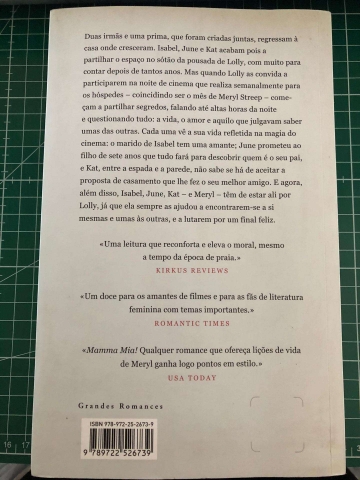 Duas irmãs e uma prima, que foram criadas juntas, regressam à
casa onde cresceram. Isabel, June e Kat acabam pois a
partilhar o espaço no sótão da pousada de Lolly, com muito para
contar depois de tantos anos. Mas quando Lolly as convida a
participarem na noite de cinema que realiza semanalmente para
os hóspedes – coincidindo ser o mês de Meryl Streep – come-
çam a partilhar segredos, falando até altas horas da noite
e questionando tudo: a vida, o amor e aquilo que julgavam saber
umas das outras. Cada uma vê a sua vida refletida na magia do
cinema: o marido de Isabel tem uma amante; June prometeu ao
filho de sete anos que tudo fará para descobrir quem é o seu pai,
e Kat, entre a espada e a parede, não sabe se há de aceitar a
proposta de casamento que lhe fez o seu melhor amigo. E agora,
além disso, Isabel, June, Kat – e Meryl – têm de estar ali por
Lolly, já que ela sempre as ajudou a encontrarem-se a si
mesmas e umas às outras, e a lutarem por um final feliz.
«Uma leitura que reconforta e eleva o moral, mesmo
a tempo da época de praia.»
KIRKUS REVIEWS
«Um doce para os amantes de filmes e para as fãs de literatura
feminina com temas importantes.»
ROMANTIC TIMES
«Mamma Mia! Qualquer romance que ofereça lições de vida
de Meryl ganha logo pontos em estilo.»
USA TODAY
Grandes Romances
ISBN 978-972-25-2673-9
9 789722 526739
16 17